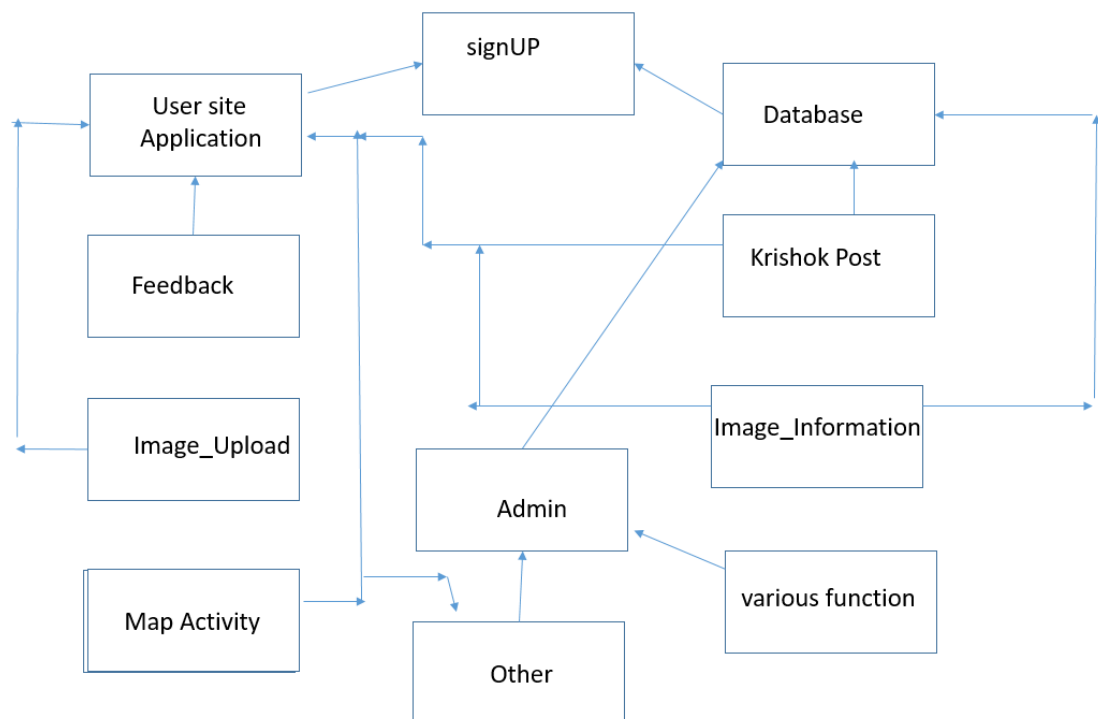 signUP
User site
Application
Database
Feedback
Krishok Post
Image_Upload
Image_Information
Admin
Map Activity
various function
Other